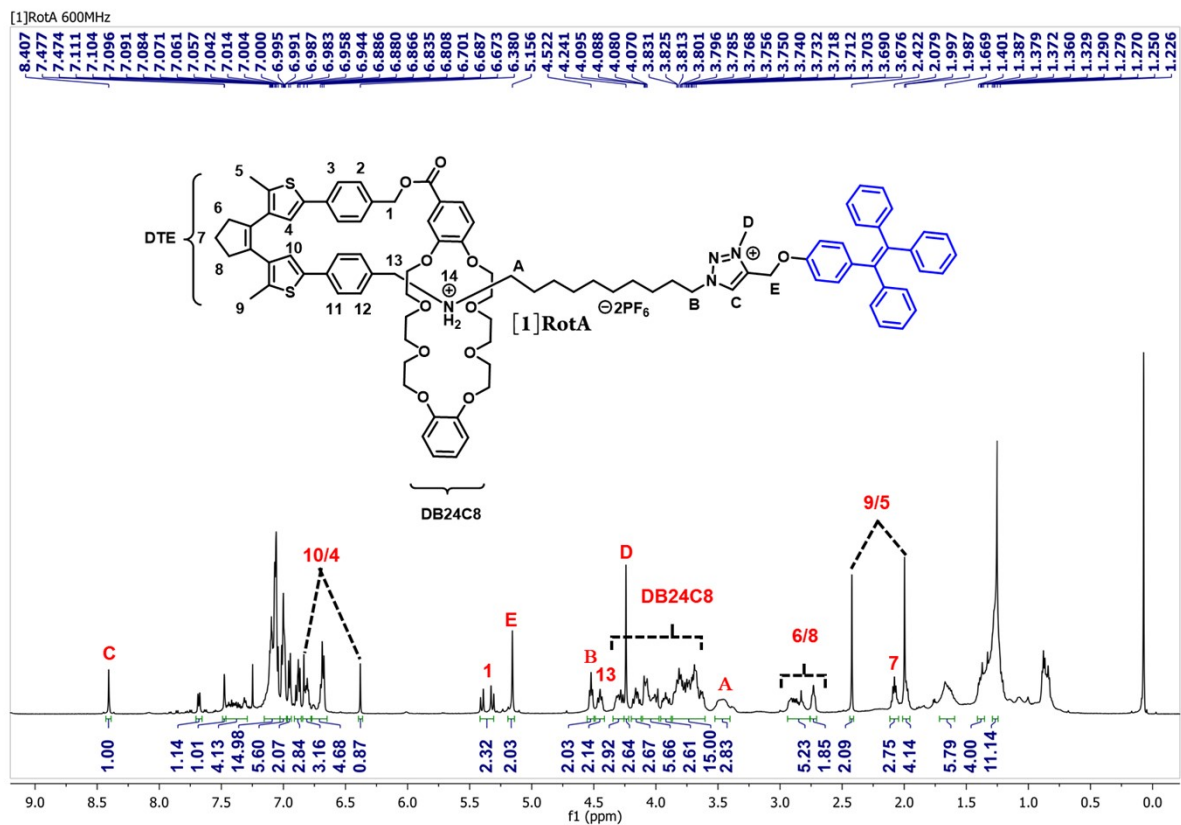 [1]RotA 600MHz
8.407 7.477 7.474 7.111 7.104 7.096 7.091 7.084 7.071 7.061 7.057 7.042 7.014 7.004 7.000 6.995 6.991 6.987 6.983 6.958 6.944 6.886 6.880 6.866 6.835 6.808 6.701 6.687 6.673 6.380 5.156 4.522 4.241 4.095 4.088 4.080 4.070 3.831 3.825 3.813 3.801 3.796 3.785 3.768 3.756 3.750 3.740 3.732 3.718 3.712 3.703 3.690 3.676 2.422 2.079 1.997 1.987 1.669 1.401 1.387 1.379 1.372 1.360 1.329 1.290 1.279 1.270 1.250 1.226
5 3 2 O
S O
6 4 1
DTE 7
10
8
13 14 A
⊕
N
H2
9 S 11 12
O O
O O
O O
O O
DB24C8
[1]RotA
⊖2PF6
D
N N ⊕
N
B C E
O
10/4
C
1
E
B
13
D
DB24C8
A
6/8
7
9/5
1.00 1.14 1.01 4.13 14.98 5.60 2.07 2.84 3.16 4.68 0.87 2.32 2.03 2.03 2.14 2.92 2.64 2.67 5.66 2.61 15.00 2.83 5.23 1.85 2.09 2.75 4.14 5.79 4.00 11.14
9.0 8.5 8.0 7.5 7.0 6.5 6.0 5.5 5.0 4.5 4.0 3.5 3.0 2.5 2.0 1.5 1.0 0.5 0.0
f1 (ppm)